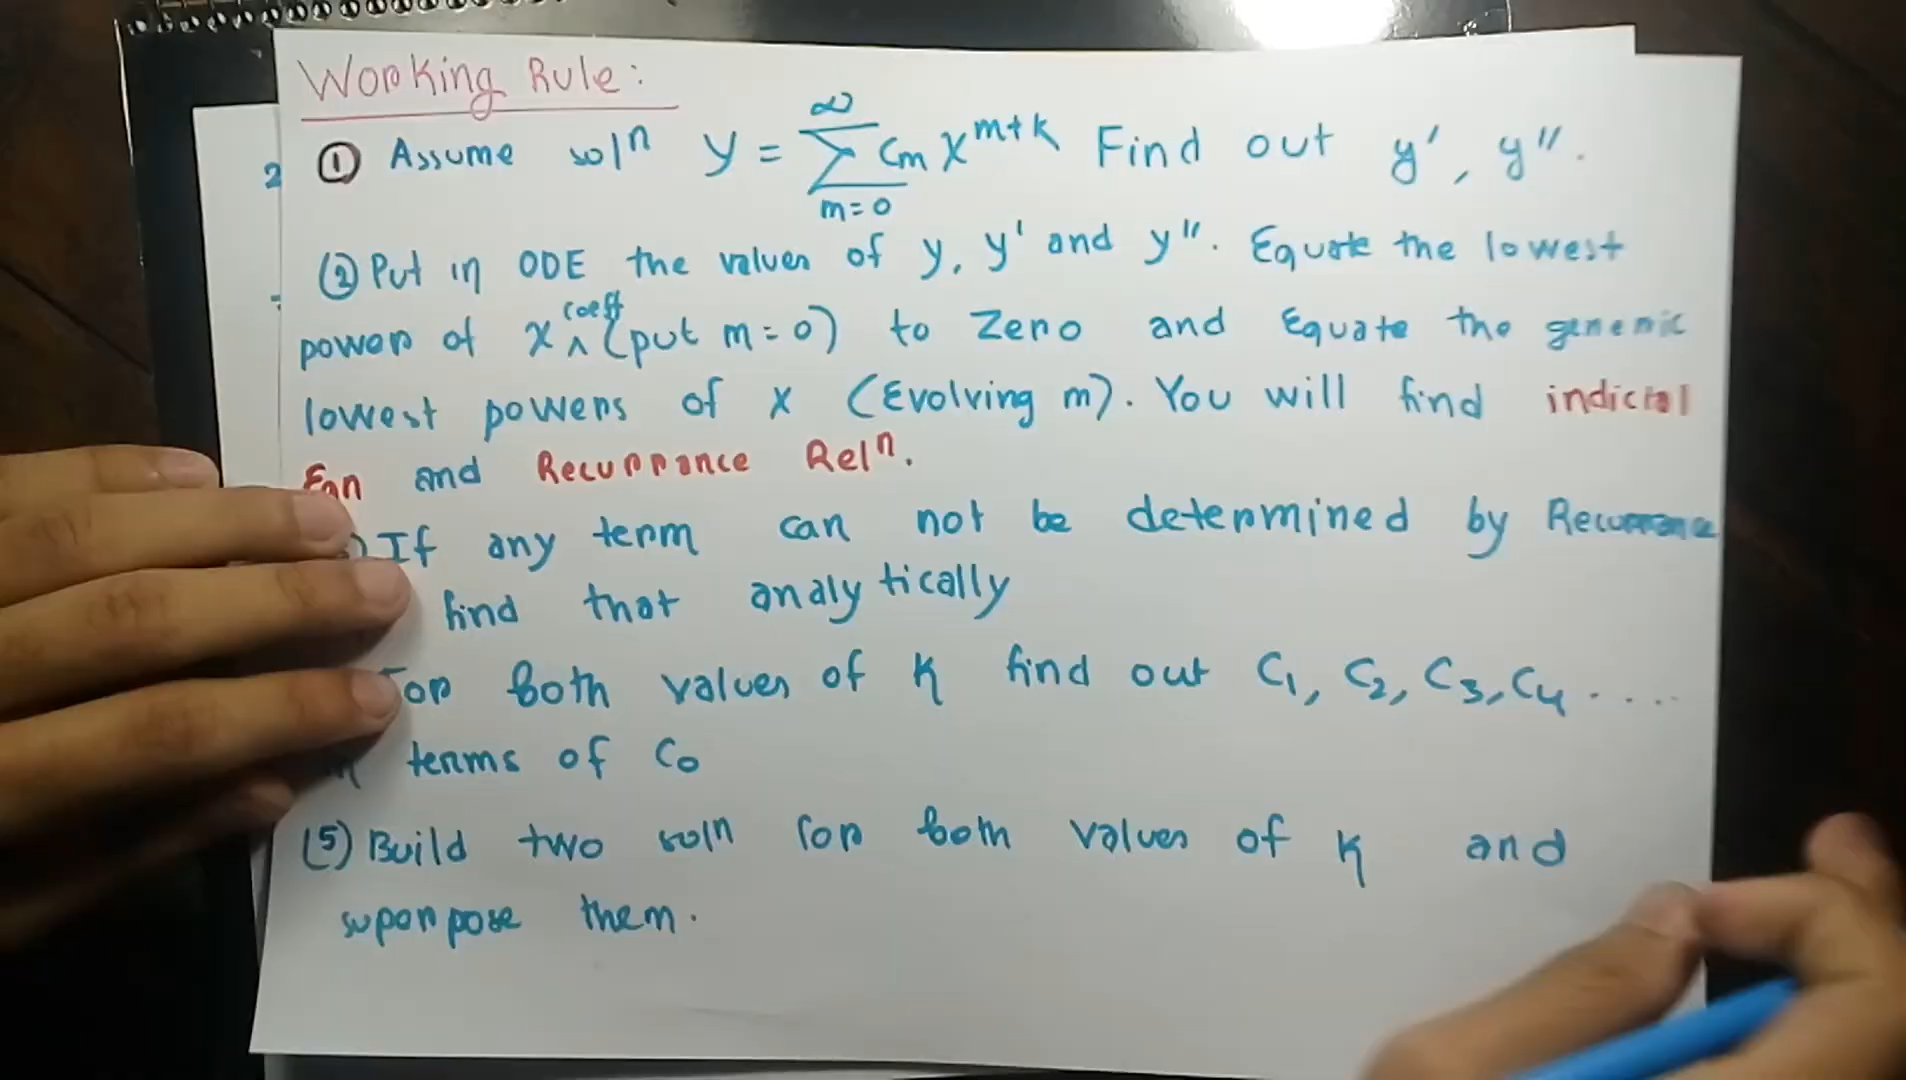 Working Rule:
① Assume solⁿ y = ∑_{m=0}^{∞} Cm x^{m+k} Find out y', y''.
(2) Put in ODE the values of y, y' and y''. Equate the lowest
power of x ^coeff (put m=0) to zero and Equate the generic
lowest powers of x (Evolving m). You will find indicial
Eqn and Recurrance Relⁿ.
If any term can not be determined by Recurrance
find that analytically
For both values of k find out C₁, C₂, C₃, C₄ .....
terms of C₀
(5) Build two soln for both values of k and
superpose them.
2